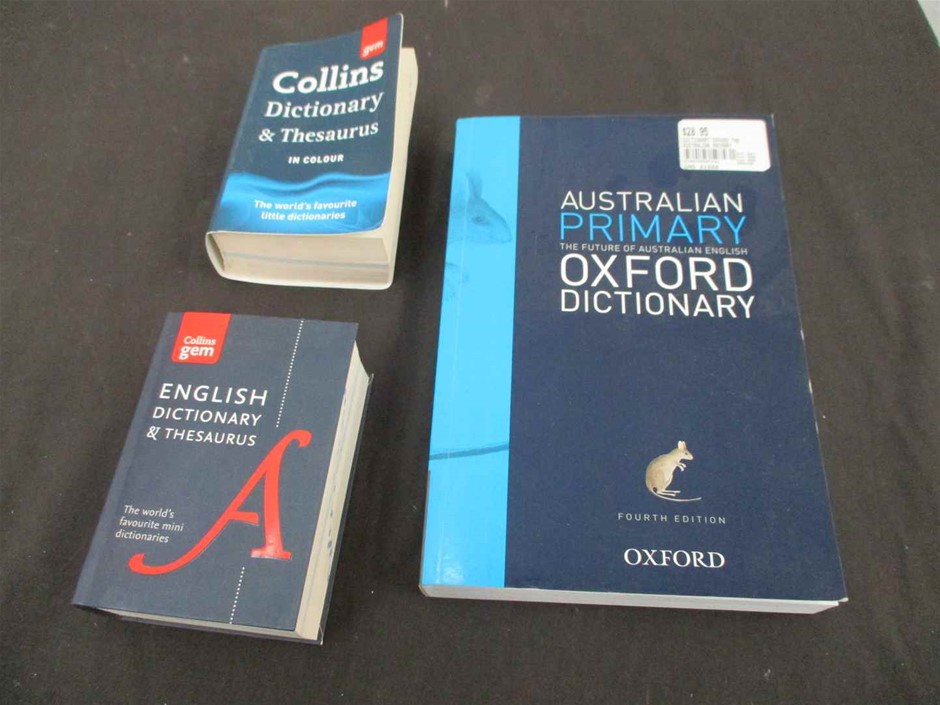 gem
Collins
Dictionary
& Thesaurus
IN COLOUR
The world's favourite
little dictionaries
Collins
gem
ENGLISH
DICTIONARY
& THESAURUS
A
The world's
favourite mini
dictionaries
$28.95
AUSTRALIAN
PRIMARY
THE FUTURE OF AUSTRALIAN ENGLISH
OXFORD
DICTIONARY
FOURTH EDITION
OXFORD